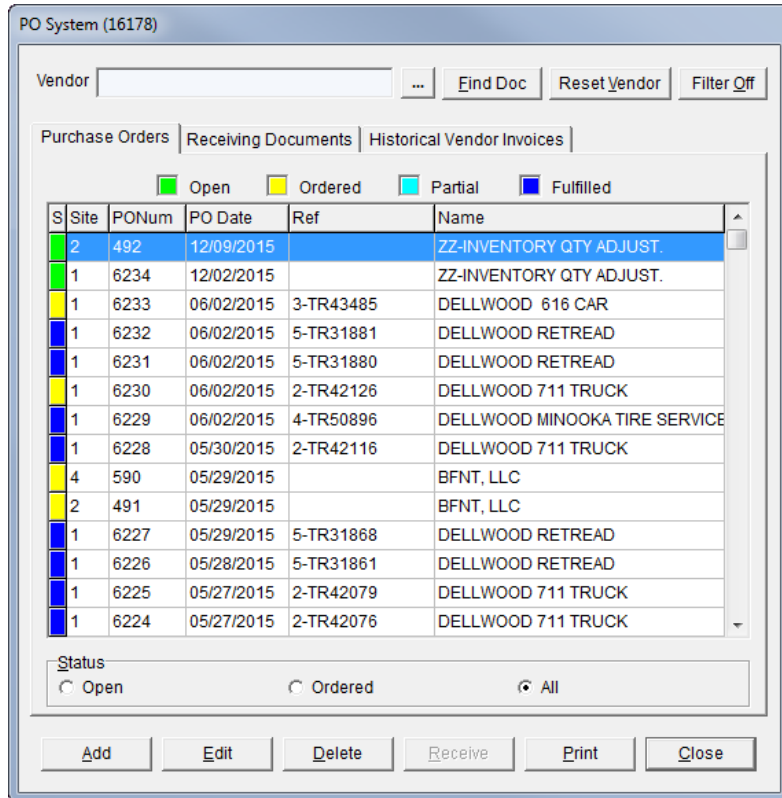 PO System (16178)
Vendor ... Find Doc Reset Vendor Filter Off
Purchase Orders Receiving Documents Historical Vendor Invoices
Open Ordered Partial Fulfilled
S Site PONum PO Date Ref Name
2 492 12/09/2015 ZZ-INVENTORY QTY ADJUST.
1 6234 12/02/2015 ZZ-INVENTORY QTY ADJUST.
1 6233 06/02/2015 3-TR43485 DELLWOOD 616 CAR
1 6232 06/02/2015 5-TR31881 DELLWOOD RETREAD
1 6231 06/02/2015 5-TR31880 DELLWOOD RETREAD
1 6230 06/02/2015 2-TR42126 DELLWOOD 711 TRUCK
1 6229 06/02/2015 4-TR50896 DELLWOOD MINOOKA TIRE SERVICE
1 6228 05/30/2015 2-TR42116 DELLWOOD 711 TRUCK
4 590 05/29/2015 BFNT, LLC
2 491 05/29/2015 BFNT, LLC
1 6227 05/29/2015 5-TR31868 DELLWOOD RETREAD
1 6226 05/28/2015 5-TR31861 DELLWOOD RETREAD
1 6225 05/27/2015 2-TR42079 DELLWOOD 711 TRUCK
1 6224 05/27/2015 2-TR42076 DELLWOOD 711 TRUCK
Status
Open Ordered All
Add Edit Delete Receive Print Close